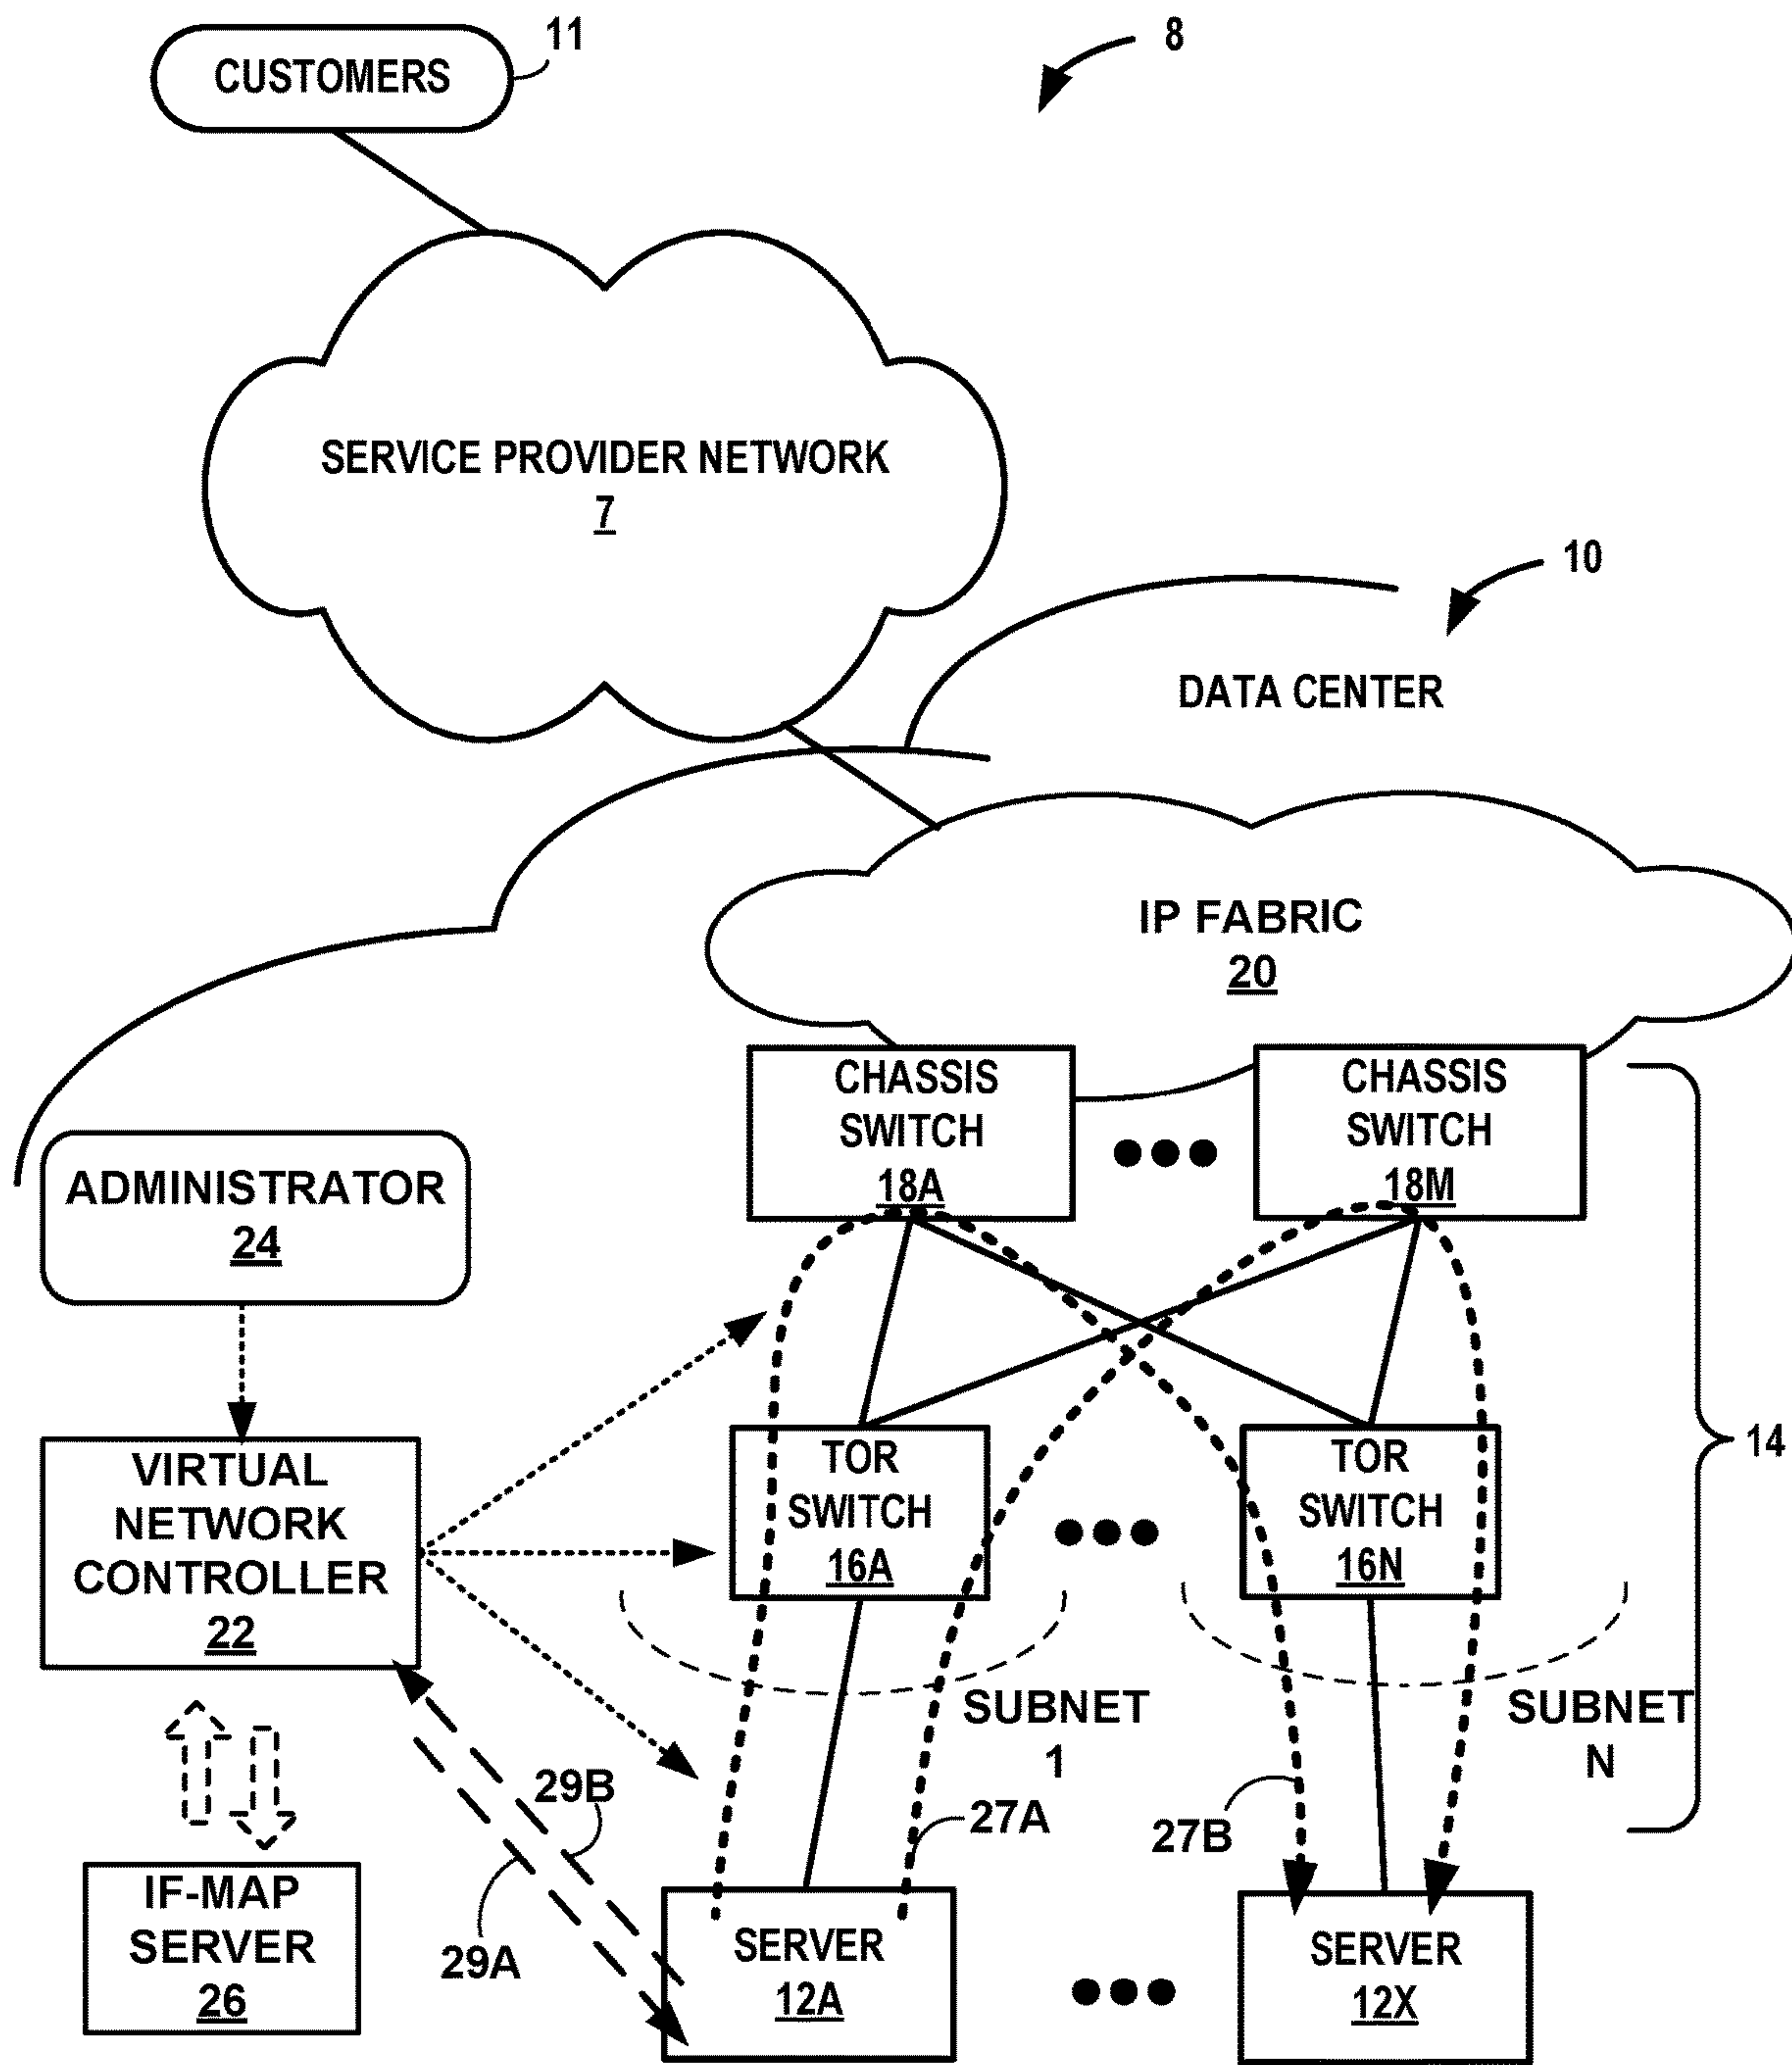 11
8
CUSTOMERS
SERVICE PROVIDER NETWORK
7
10
DATA CENTER
IP FABRIC
20
CHASSIS
SWITCH
18A
CHASSIS
SWITCH
18M
ADMINISTRATOR
24
VIRTUAL
NETWORK
CONTROLLER
22
TOR
SWITCH
16A
TOR
SWITCH
16N
14
SUBNET
1
SUBNET
N
29B
27A
27B
29A
IF-MAP
SERVER
26
SERVER
12A
SERVER
12X